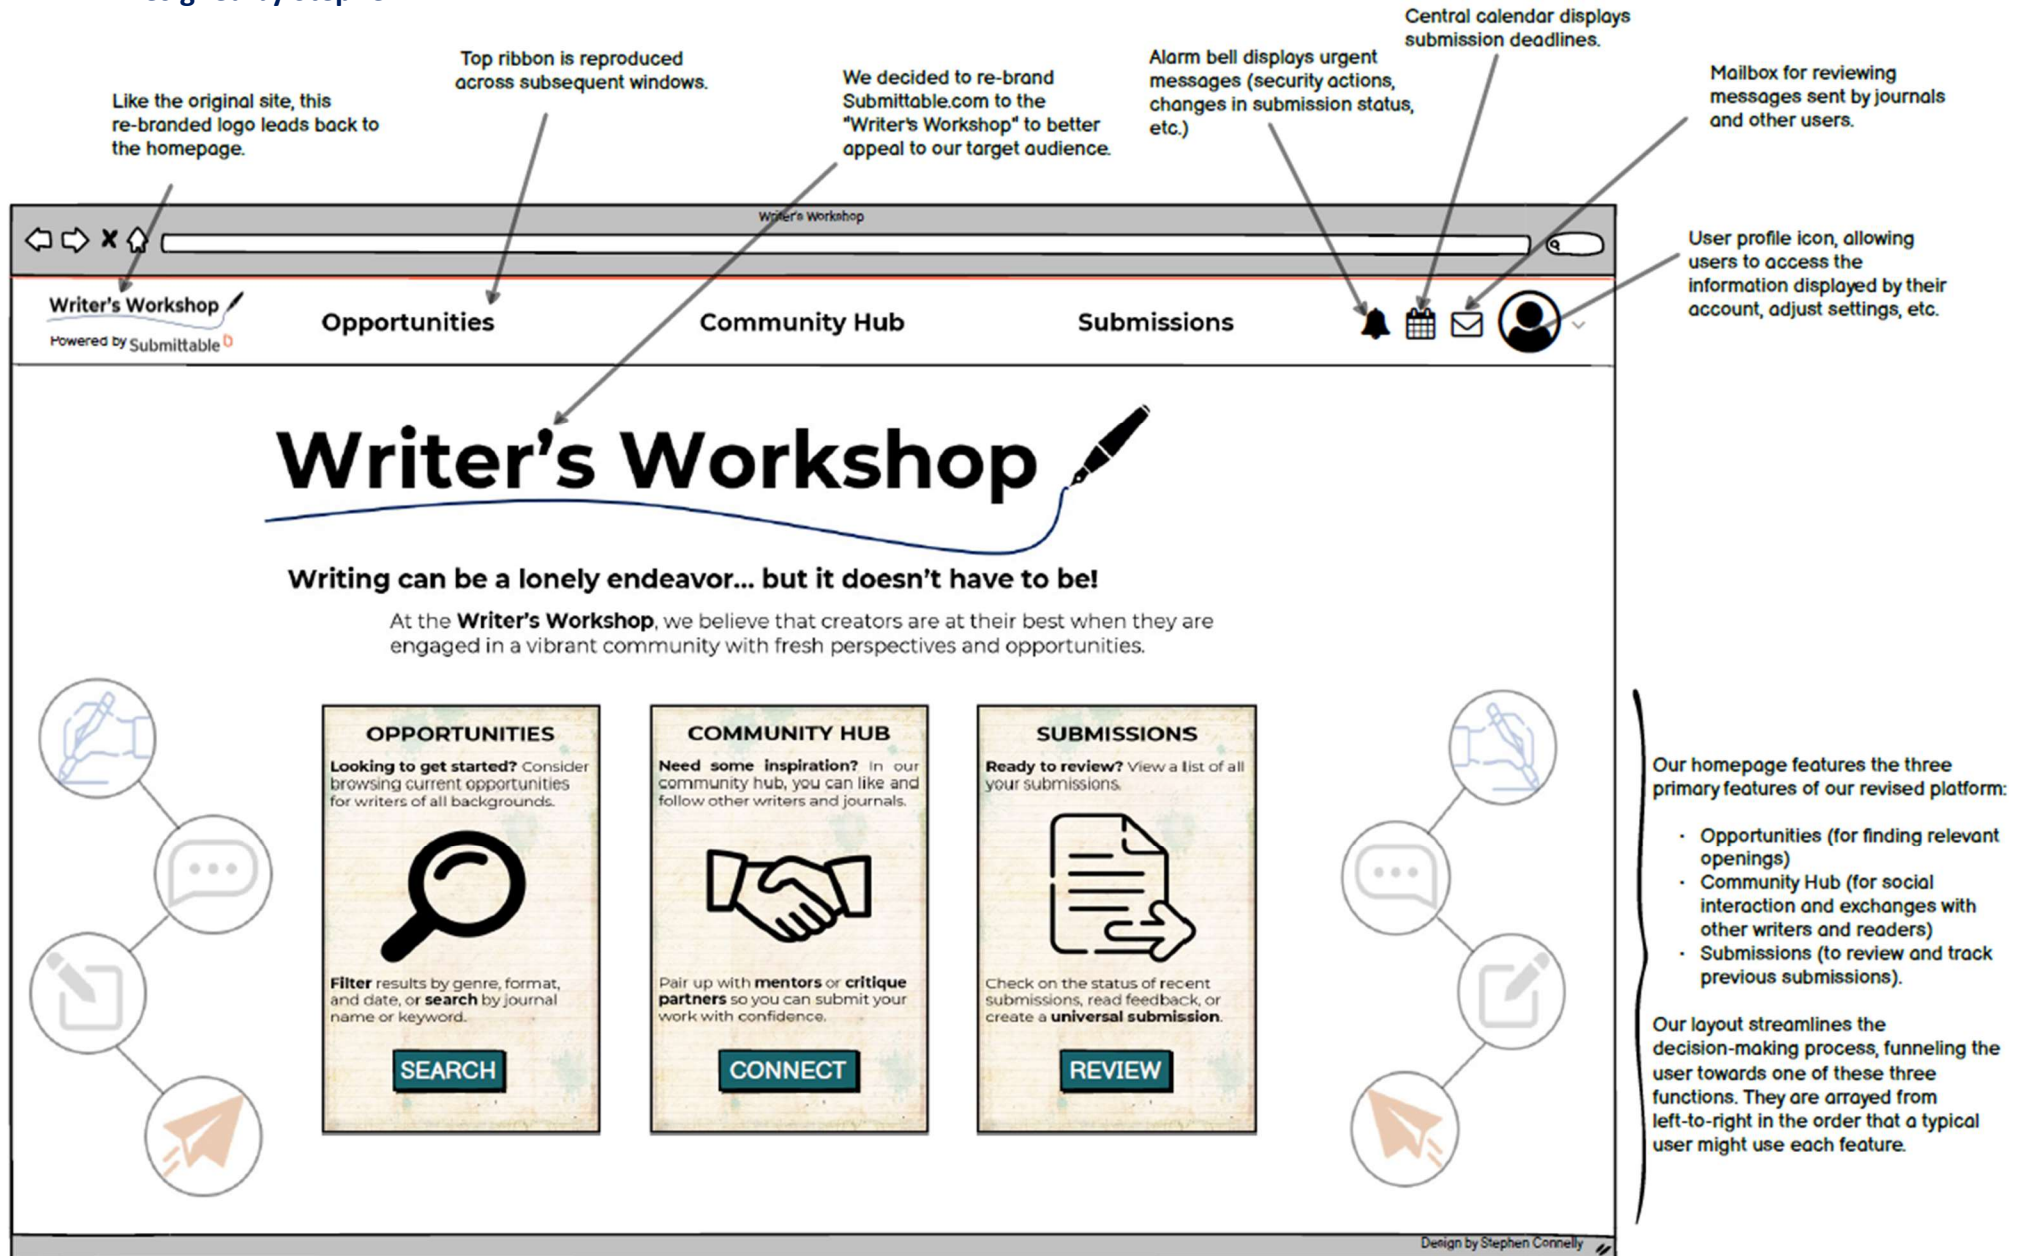 Central calendar displays
submission deadlines.
Top ribbon is reproduced
across subsequent windows.
Alarm bell displays urgent
messages (security actions,
changes in submission status,
etc.)
We decided to re-brand
Submittable.com to the
"Writer's Workshop" to better
appeal to our target audience.
Mailbox for reviewing
messages sent by journals
and other users.
Like the original site, this
re-branded logo leads back to
the homepage.
Writer's Workshop
User profile icon, allowing
users to access the
information displayed by their
account, adjust settings, etc.
Writer's Workshop
Powered by Submittable
Opportunities
Community Hub
Submissions
Writer's Workshop
Writing can be a lonely endeavor... but it doesn't have to be!
At the Writer's Workshop, we believe that creators are at their best when they are
engaged in a vibrant community with fresh perspectives and opportunities.
OPPORTUNITIES
Looking to get started? Consider
browsing current opportunities
for writers of all backgrounds.
Filter results by genre, format,
and date, or search by journal
name or keyword.
SEARCH
COMMUNITY HUB
Need some inspiration? In our
community hub, you can like and
follow other writers and journals.
Pair up with mentors or critique
partners so you can submit your
work with confidence.
CONNECT
SUBMISSIONS
Ready to review? View a list of all
your submissions.
Check on the status of recent
submissions, read feedback, or
create a universal submission.
REVIEW
Our homepage features the three
primary features of our revised platform:
· Opportunities (for finding relevant
openings)
· Community Hub (for social
interaction and exchanges with
other writers and readers)
· Submissions (to review and track
previous submissions).
Our layout streamlines the
decision-making process, funneling the
user towards one of these three
functions. They are arrayed from
left-to-right in the order that a typical
user might use each feature.
Design by Stephen Connelly